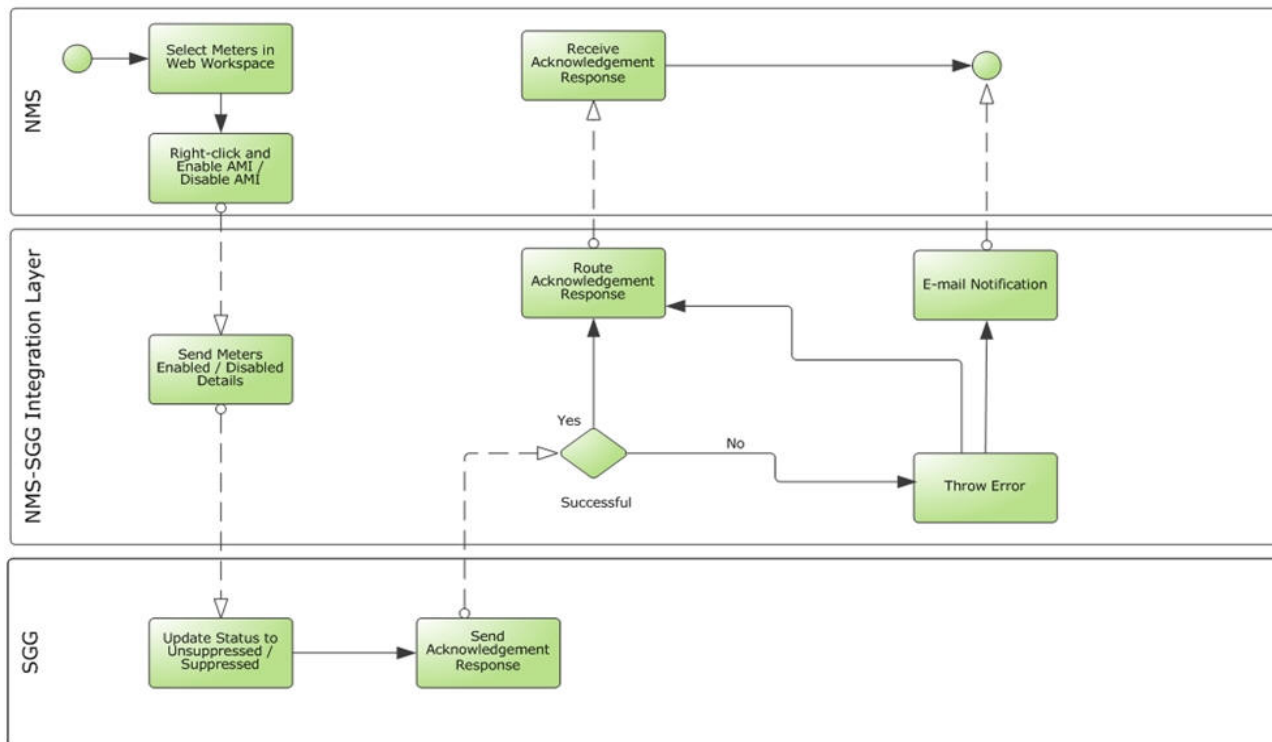 NMS
Select Meters in
Web Workspace
Right-click and
Enable AMI /
Disable AMI
Receive
Acknowledgement
Response
NMS-SGG Integration Layer
Send Meters
Enabled / Disabled
Details
Route
Acknowledgement
Response
E-mail Notification
Yes
No
Successful
Throw Error
SGG
Update Status to
Unsuppressed /
Suppressed
Send
Acknowledgement
Response